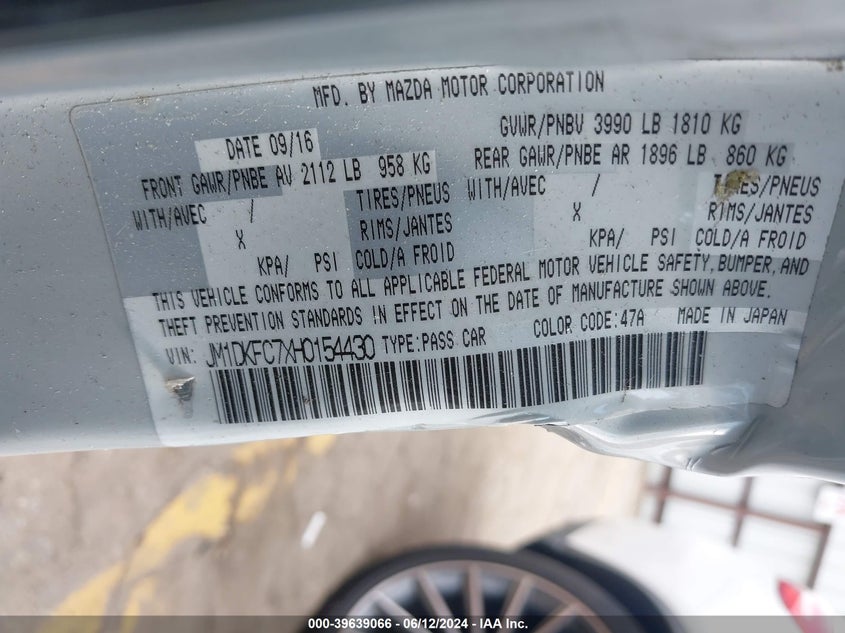 MFD. BY MAZDA MOTOR CORPORATION
DATE 09/16 GVWR/PNBV 3990 LB 1810 KG
FRONT GAWR/PNBE AV 2112 LB 958 KG REAR GAWR/PNBE AR 1896 LB 860 KG
WITH/AVEC / TIRES/PNEUS WITH/AVEC / TIRES/PNEUS
X RIMS/JANTES X RIMS/JANTES
KPA/ PSI COLD/A FROID KPA/ PSI COLD/A FROID
THIS VEHICLE CONFORMS TO ALL APPLICABLE FEDERAL MOTOR VEHICLE SAFETY, BUMPER, AND
THEFT PREVENTION STANDARDS IN EFFECT ON THE DATE OF MANUFACTURE SHOWN ABOVE.
VIN: JM1DKFC7XH0154430 TYPE:PASS CAR COLOR CODE:47A MADE IN JAPAN
000-39639066 - 06/12/2024 - IAA Inc.